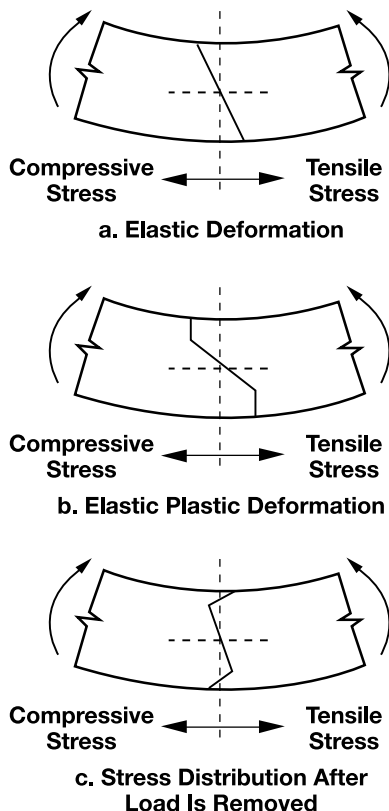 Compressive Tensile
Stress Stress
a. Elastic Deformation
Compressive Tensile
Stress Stress
b. Elastic Plastic Deformation
Compressive Tensile
Stress Stress
c. Stress Distribution After
Load Is Removed